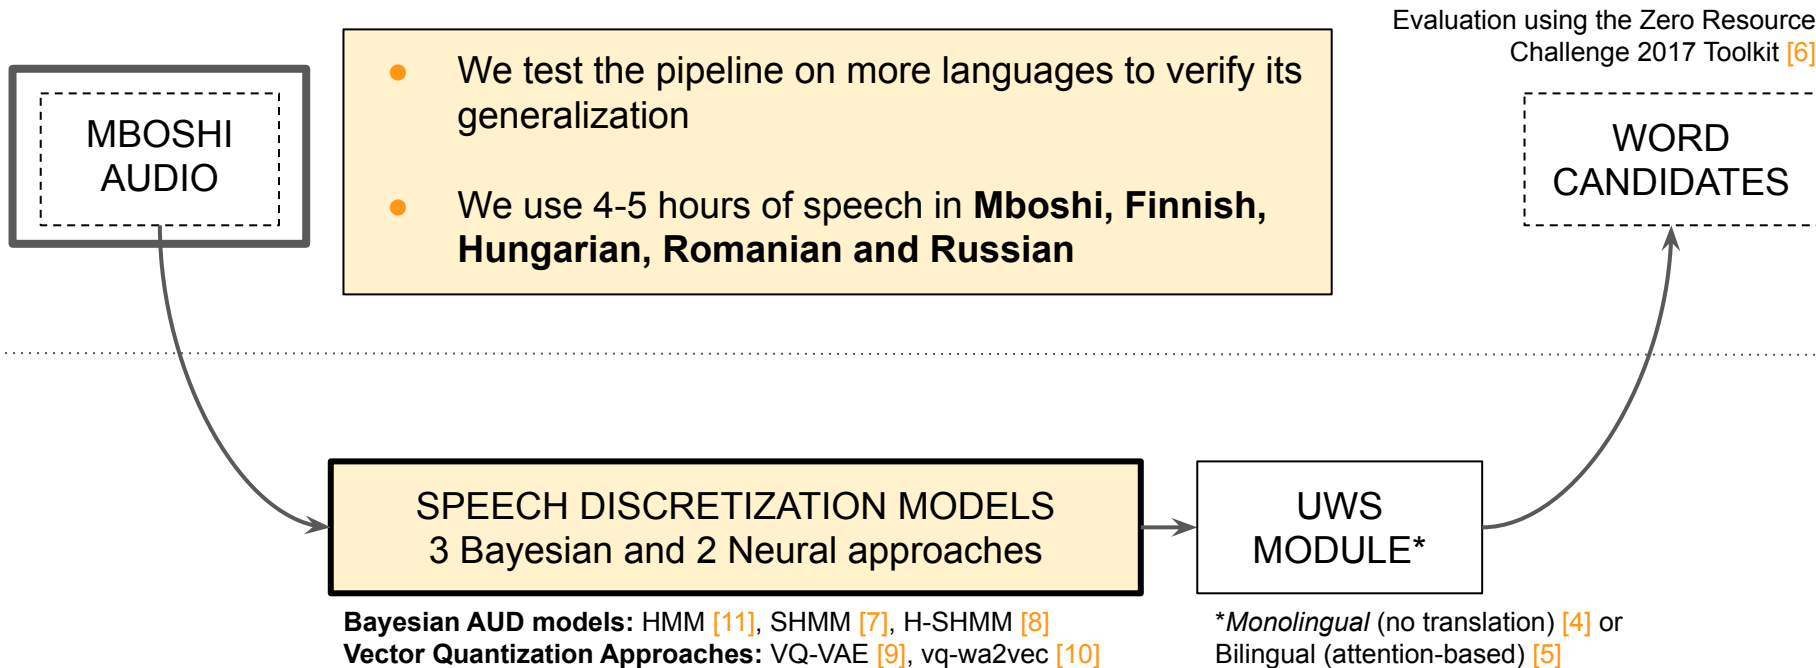 Evaluation using the Zero Resource
Challenge 2017 Toolkit [6]
MBOSHI
AUDIO
● We test the pipeline on more languages to verify its
generalization
● We use 4-5 hours of speech in Mboshi, Finnish,
Hungarian, Romanian and Russian
WORD
CANDIDATES
SPEECH DISCRETIZATION MODELS
3 Bayesian and 2 Neural approaches
UWS
MODULE*
Bayesian AUD models: HMM [11], SHMM [7], H-SHMM [8]
Vector Quantization Approaches: VQ-VAE [9], vq-wa2vec [10]
*Monolingual (no translation) [4] or
Bilingual (attention-based) [5]